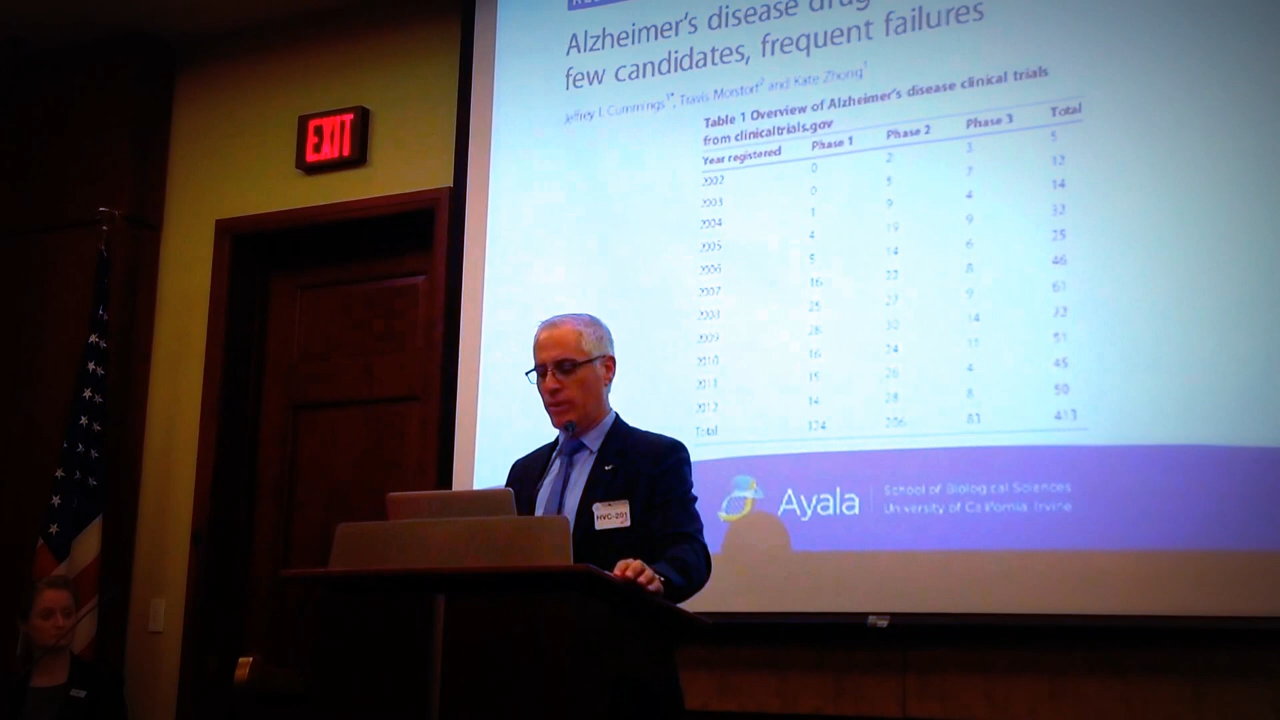 EXIT
Alzheimer's disease drug
few candidates, frequent failures
Jeffrey L Cummings1*, Travis Morstorf2 and Kate Zhong1
Table 1 Overview of Alzheimer's disease clinical trials
from clinicaltrials.gov
Year registered Phase 1 Phase 2 Phase 3 Total
2002 0 2 3 5
2003 0 5 7 12
2004 1 9 4 14
2005 4 19 9 32
2006 5 14 6 25
2007 16 22 8 46
2008 25 27 9 61
2009 28 30 14 72
2010 16 24 11 51
2011 15 26 4 45
2012 14 28 8 50
Total 124 206 83 413
Ayala
School of Biological Sciences
University of California, Irvine
HVC-201